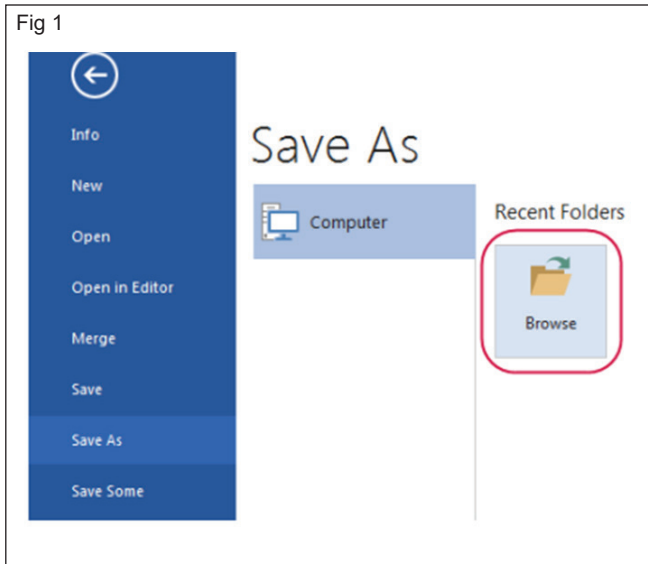 Fig 1
Info
New
Open
Open in Editor
Merge
Save
Save As
Save Some
Save As
Computer
Recent Folders
Browse